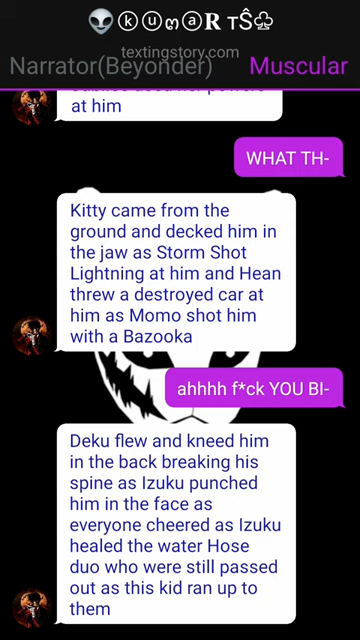 👽ⓚⓤന ⓐ𝐑 ᴛŜ♧
textingstory.com
Narrator(Beyonder) Muscular
at him
WHAT TH-
Kitty came from the
ground and decked him in
the jaw as Storm Shot
Lightning at him and Hean
threw a destroyed car at
him as Momo shot him
with a Bazooka
ahhhh f*ck YOU BI-
Deku flew and kneed him
in the back breaking his
spine as Izuku punched
him in the face as
everyone cheered as Izuku
healed the water Hose
duo who were still passed
out as this kid ran up to
them